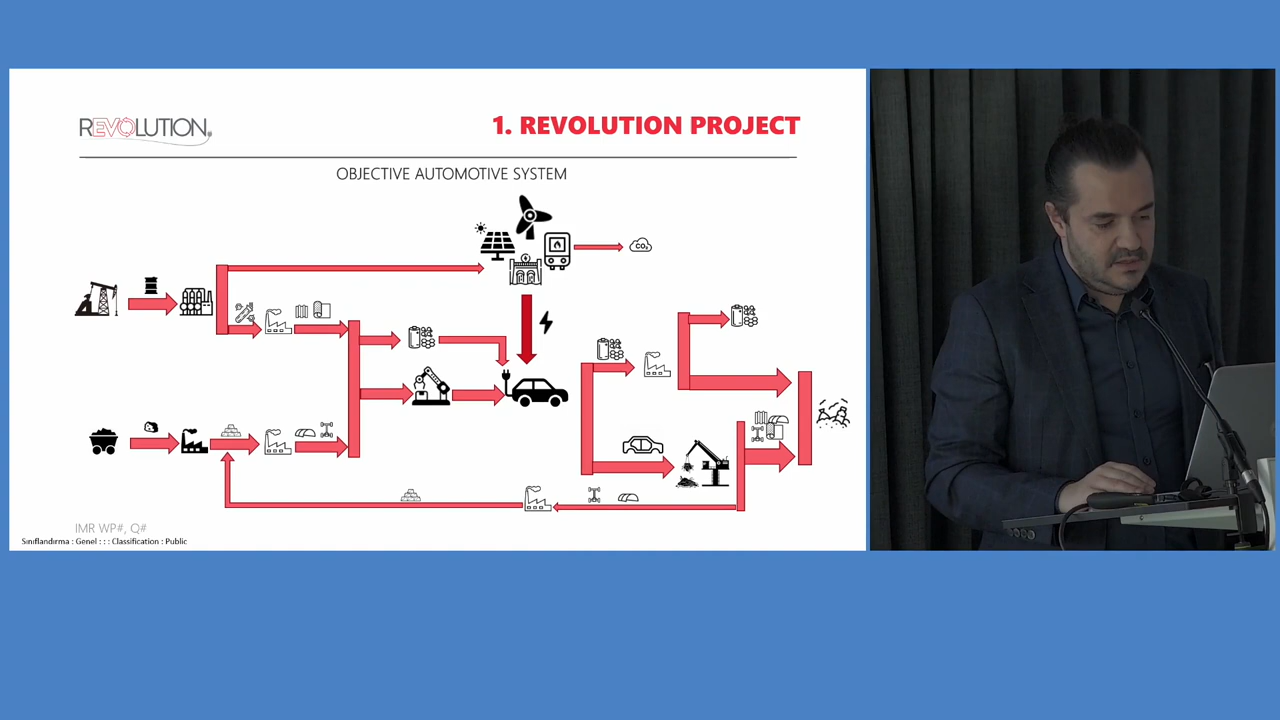 REVOLUTION
1. REVOLUTION PROJECT
OBJECTIVE AUTOMOTIVE SYSTEM
CO₂
IMR WP#, Q#
Sınıflandırma : Genel : : : Classification : Public